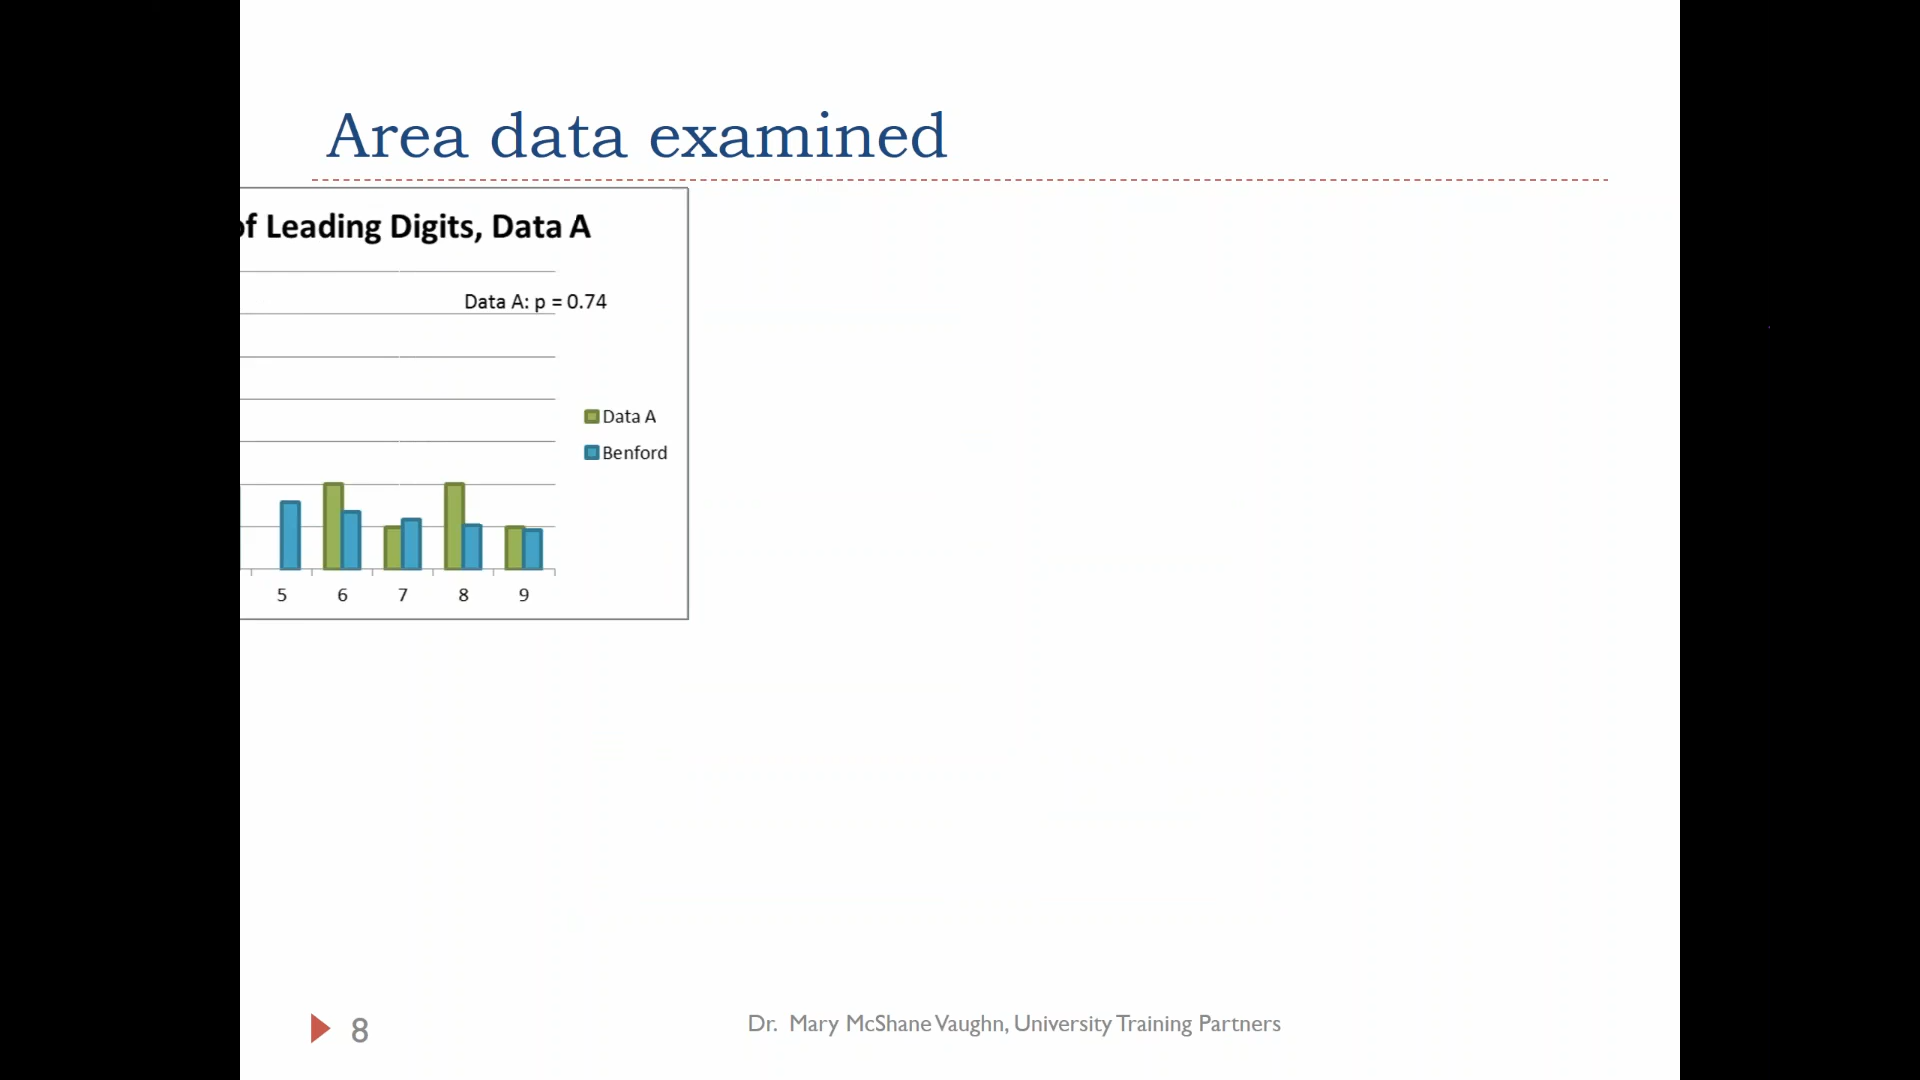 Area data examined
of Leading Digits, Data A
Data A: p = 0.74
Data A
Benford
5 6 7 8 9
8
Dr. Mary McShane Vaughn, University Training Partners